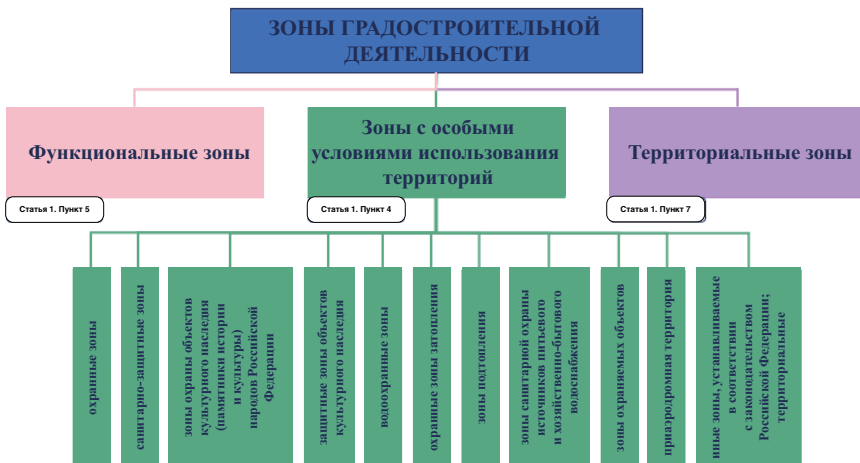 ЗОНЫ ГРАДОСТРОИТЕЛЬНОЙ
ДЕЯТЕЛЬНОСТИ
Функциональные зоны
Зоны с особыми
условиями использования
территорий
Территориальные зоны
Статья 1. Пункт 5
Статья 1. Пункт 4
Статья 1. Пункт 7
охранные зоны
санитарно-защитные зоны
зоны охраны объектов
культурного наследия
(памятники истории
и культуры)
народов Российской
Федерации
защитные зоны объектов
культурного наследия
водоохранные зоны
охранные зоны затопления
зоны подтопления
зоны санитарной охраны
источников питьевого
и хозяйственно-бытового
водоснабжения
зоны охраняемых объектов
приаэродромная территория
иные зоны, устанавливаемые
в соответствии
с законодательством
Российской Федерации;
территориальные